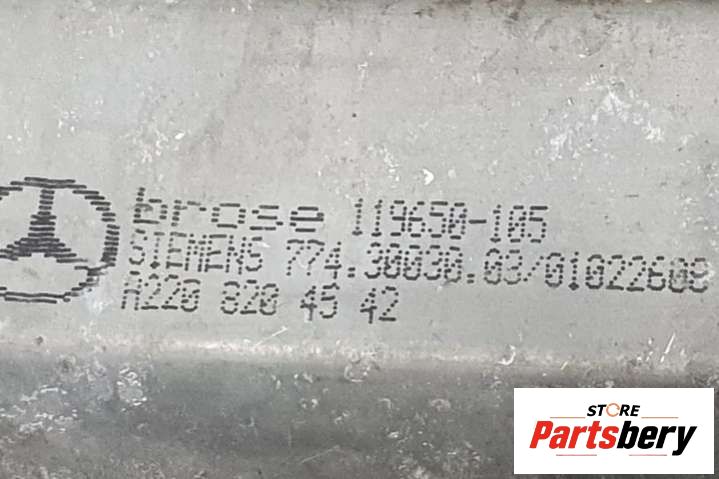 brose 119650-105
SIEMENS 774.30030.03/01022608
A220 820 45 42
STORE
Partsbery